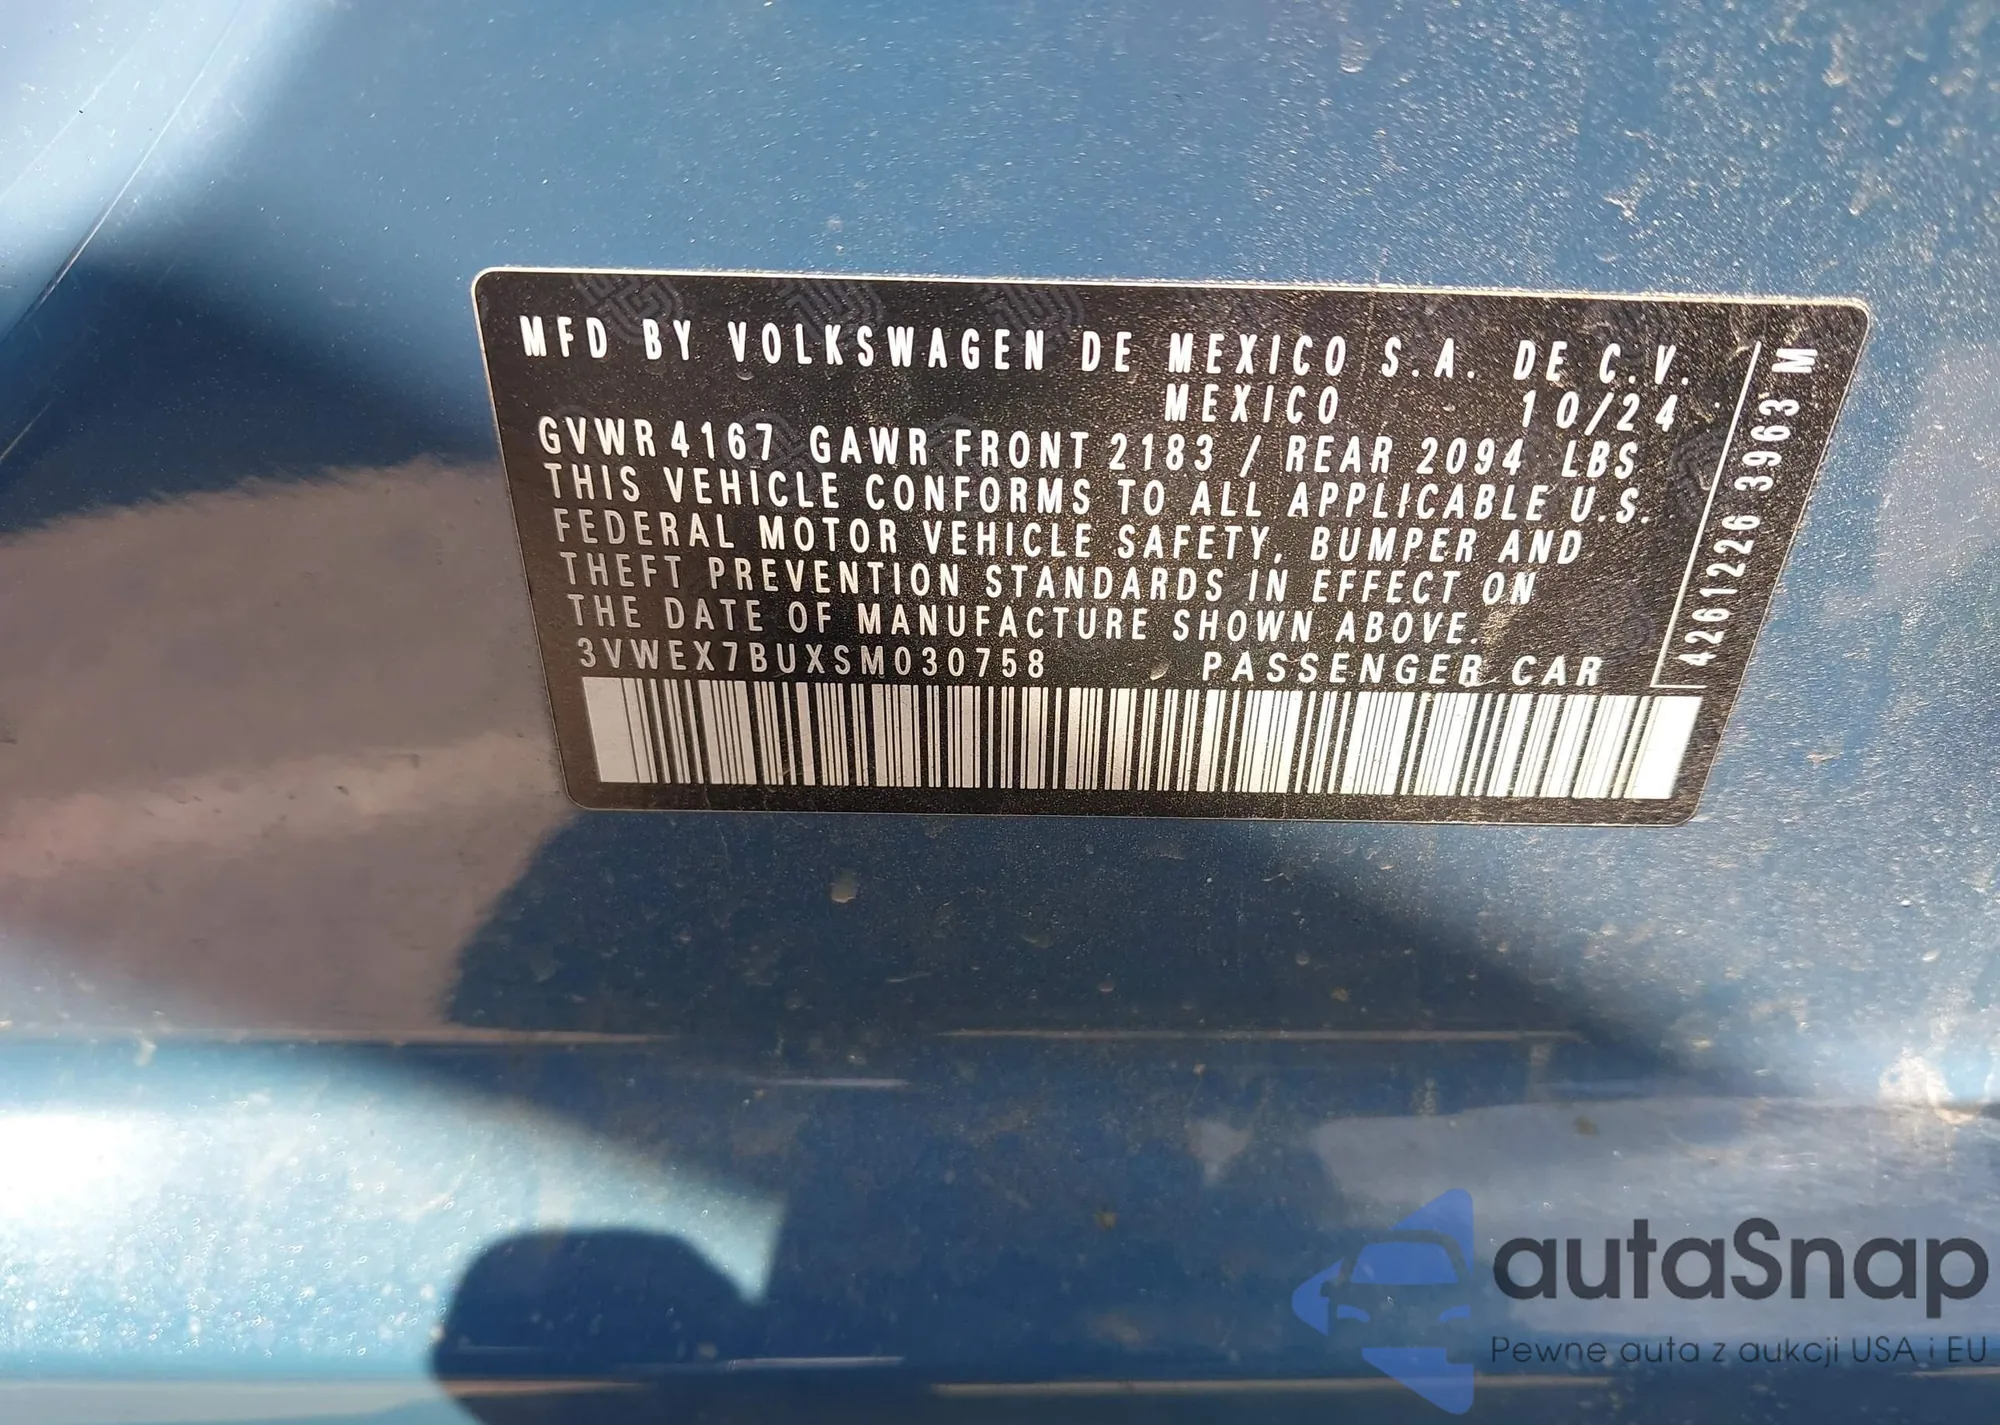 MFD BY VOLKSWAGEN DE MEXICO S.A. DE C.V.
MEXICO 10/24
GVWR 4167 GAWR FRONT 2183 / REAR 2094 LBS
THIS VEHICLE CONFORMS TO ALL APPLICABLE U.S.
FEDERAL MOTOR VEHICLE SAFETY, BUMPER AND
THEFT PREVENTION STANDARDS IN EFFECT ON
THE DATE OF MANUFACTURE SHOWN ABOVE.
3VWEX7BUXSM030758 PASSENGER CAR
4261226 3963 M
autaSnap
Pewne auta z aukcji USA i EU